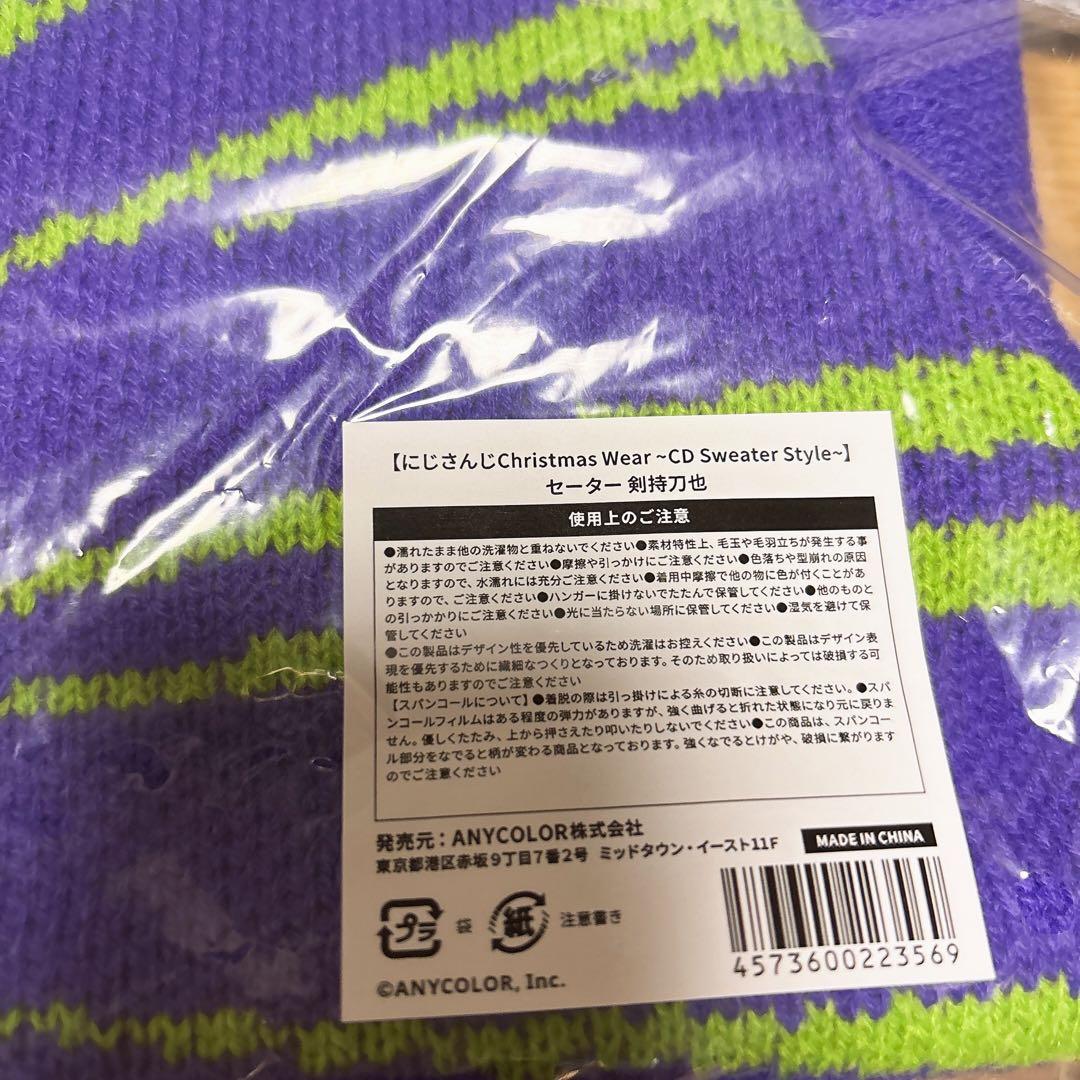 【にじさんじChristmas Wear ~CD Sweater Style~】
セーター 剣持刀也
使用上のご注意
●濡れたまま他の洗濯物と重ねないでください●素材特性上、毛玉や毛羽立ちが発生する事
がありますのでご注意ください●摩擦や引っかけにご注意ください●色落ちや型崩れの原因
となりますので、水濡れには充分ご注意ください●着用中摩擦で他の物に色が付くことがあ
りますので、ご注意ください●ハンガーに掛けないでたたんで保管してください●他のものと
の引っかかりにご注意ください●光に当たらない場所に保管してください●湿気を避けて保
管してください
●この製品はデザイン性を優先しているため洗濯はお控えください●この製品はデザイン表
現を優先するために繊細なつくりとなっております。そのため取り扱いによっては破損する可
能性もありますのでご注意ください
【スパンコールについて】●着脱の際は引っ掛けによる糸の切断に注意してください。●スパ
ンコールフィルムはある程度の弾力がありますが、強く曲げると折れた状態になり元に戻りま
せん。優しくたたみ、上から押さえたり叩いたりしないでください●この商品は、スパンコー
ル部分をなでると柄が変わる商品となっております。強くなでるとけがや、破損に繋がります
のでご注意ください
発売元：ANYCOLOR株式会社
東京都港区赤坂9丁目7番2号 ミッドタウン・イースト11F
MADE IN CHINA
プラ 袋 紙 注意書き
4573600223569
©ANYCOLOR, Inc.